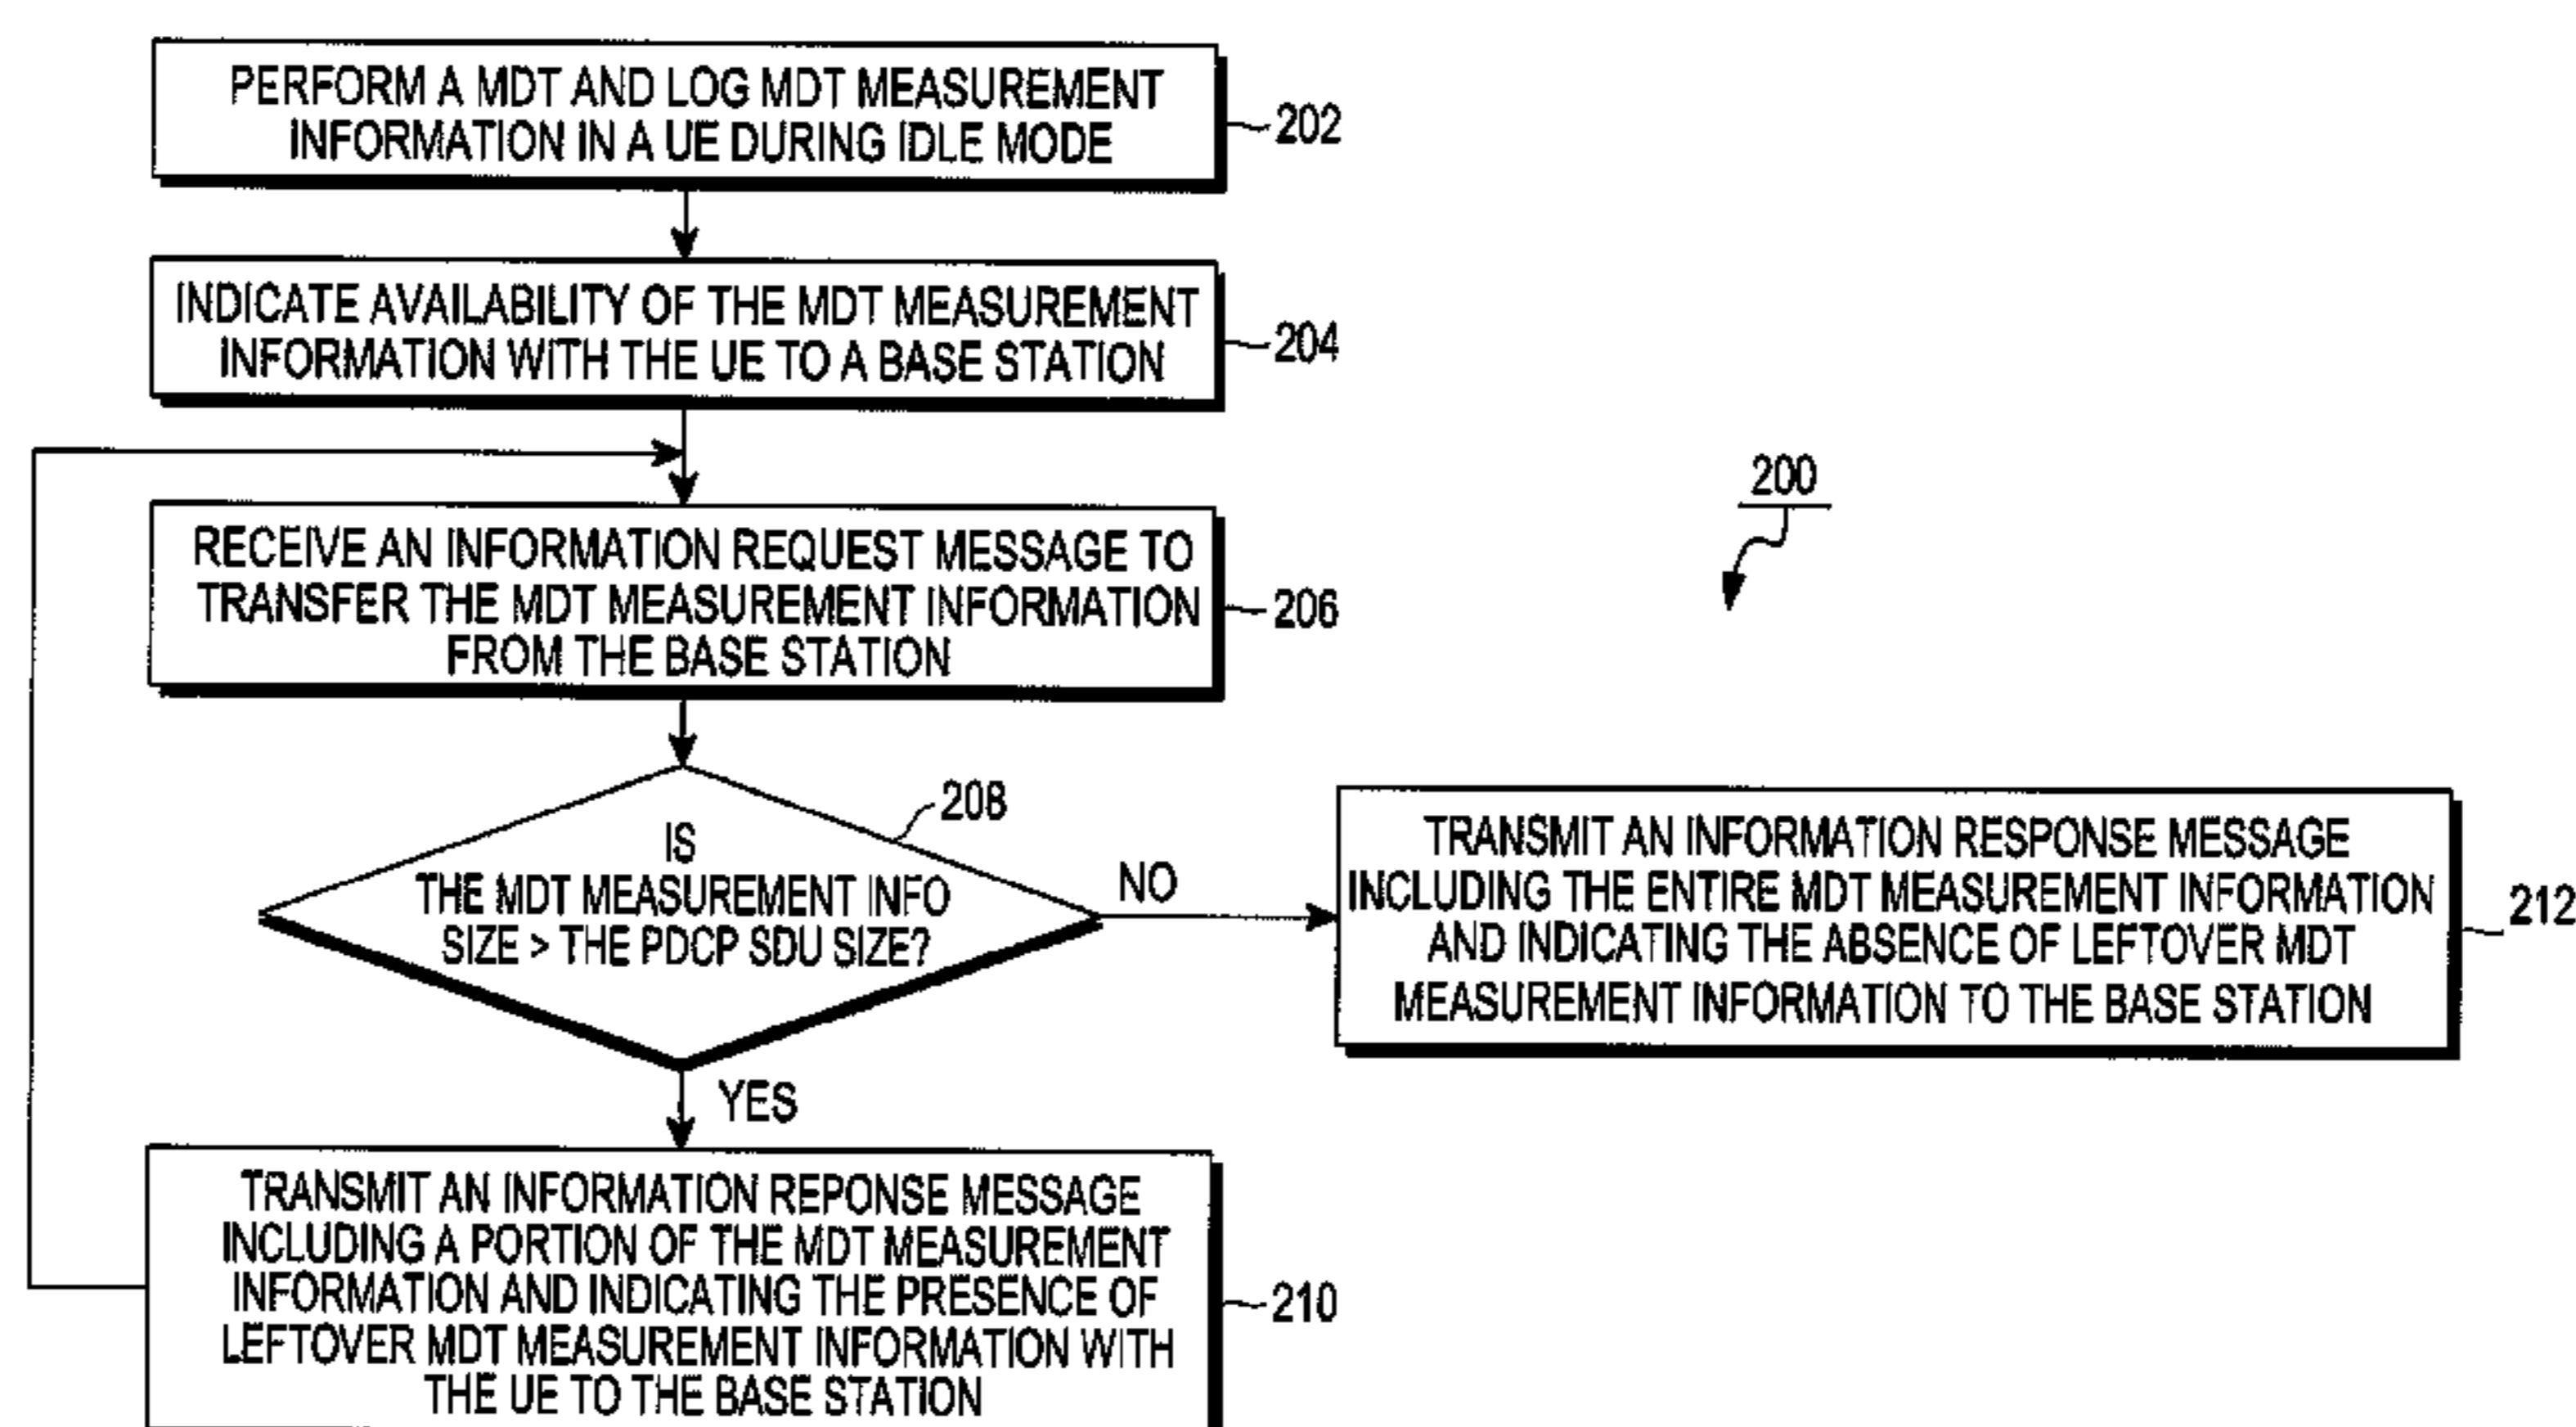 PERFORM A MDT AND LOG MDT MEASUREMENT
INFORMATION IN A UE DURING IDLE MODE
202
INDICATE AVAILABILITY OF THE MDT MEASUREMENT
INFORMATION WITH THE UE TO A BASE STATION
204
200
RECEIVE AN INFORMATION REQUEST MESSAGE TO
TRANSFER THE MDT MEASUREMENT INFORMATION
FROM THE BASE STATION
206
208
IS
THE MDT MEASUREMENT INFO
SIZE > THE PDCP SDU SIZE?
NO
TRANSMIT AN INFORMATION RESPONSE MESSAGE
INCLUDING THE ENTIRE MDT MEASUREMENT INFORMATION
AND INDICATING THE ABSENCE OF LEFTOVER MDT
MEASUREMENT INFORMATION TO THE BASE STATION
212
YES
TRANSMIT AN INFORMATION REPONSE MESSAGE
INCLUDING A PORTION OF THE MDT MEASUREMENT
INFORMATION AND INDICATING THE PRESENCE OF
LEFTOVER MDT MEASUREMENT INFORMATION WITH
THE UE TO THE BASE STATION
210